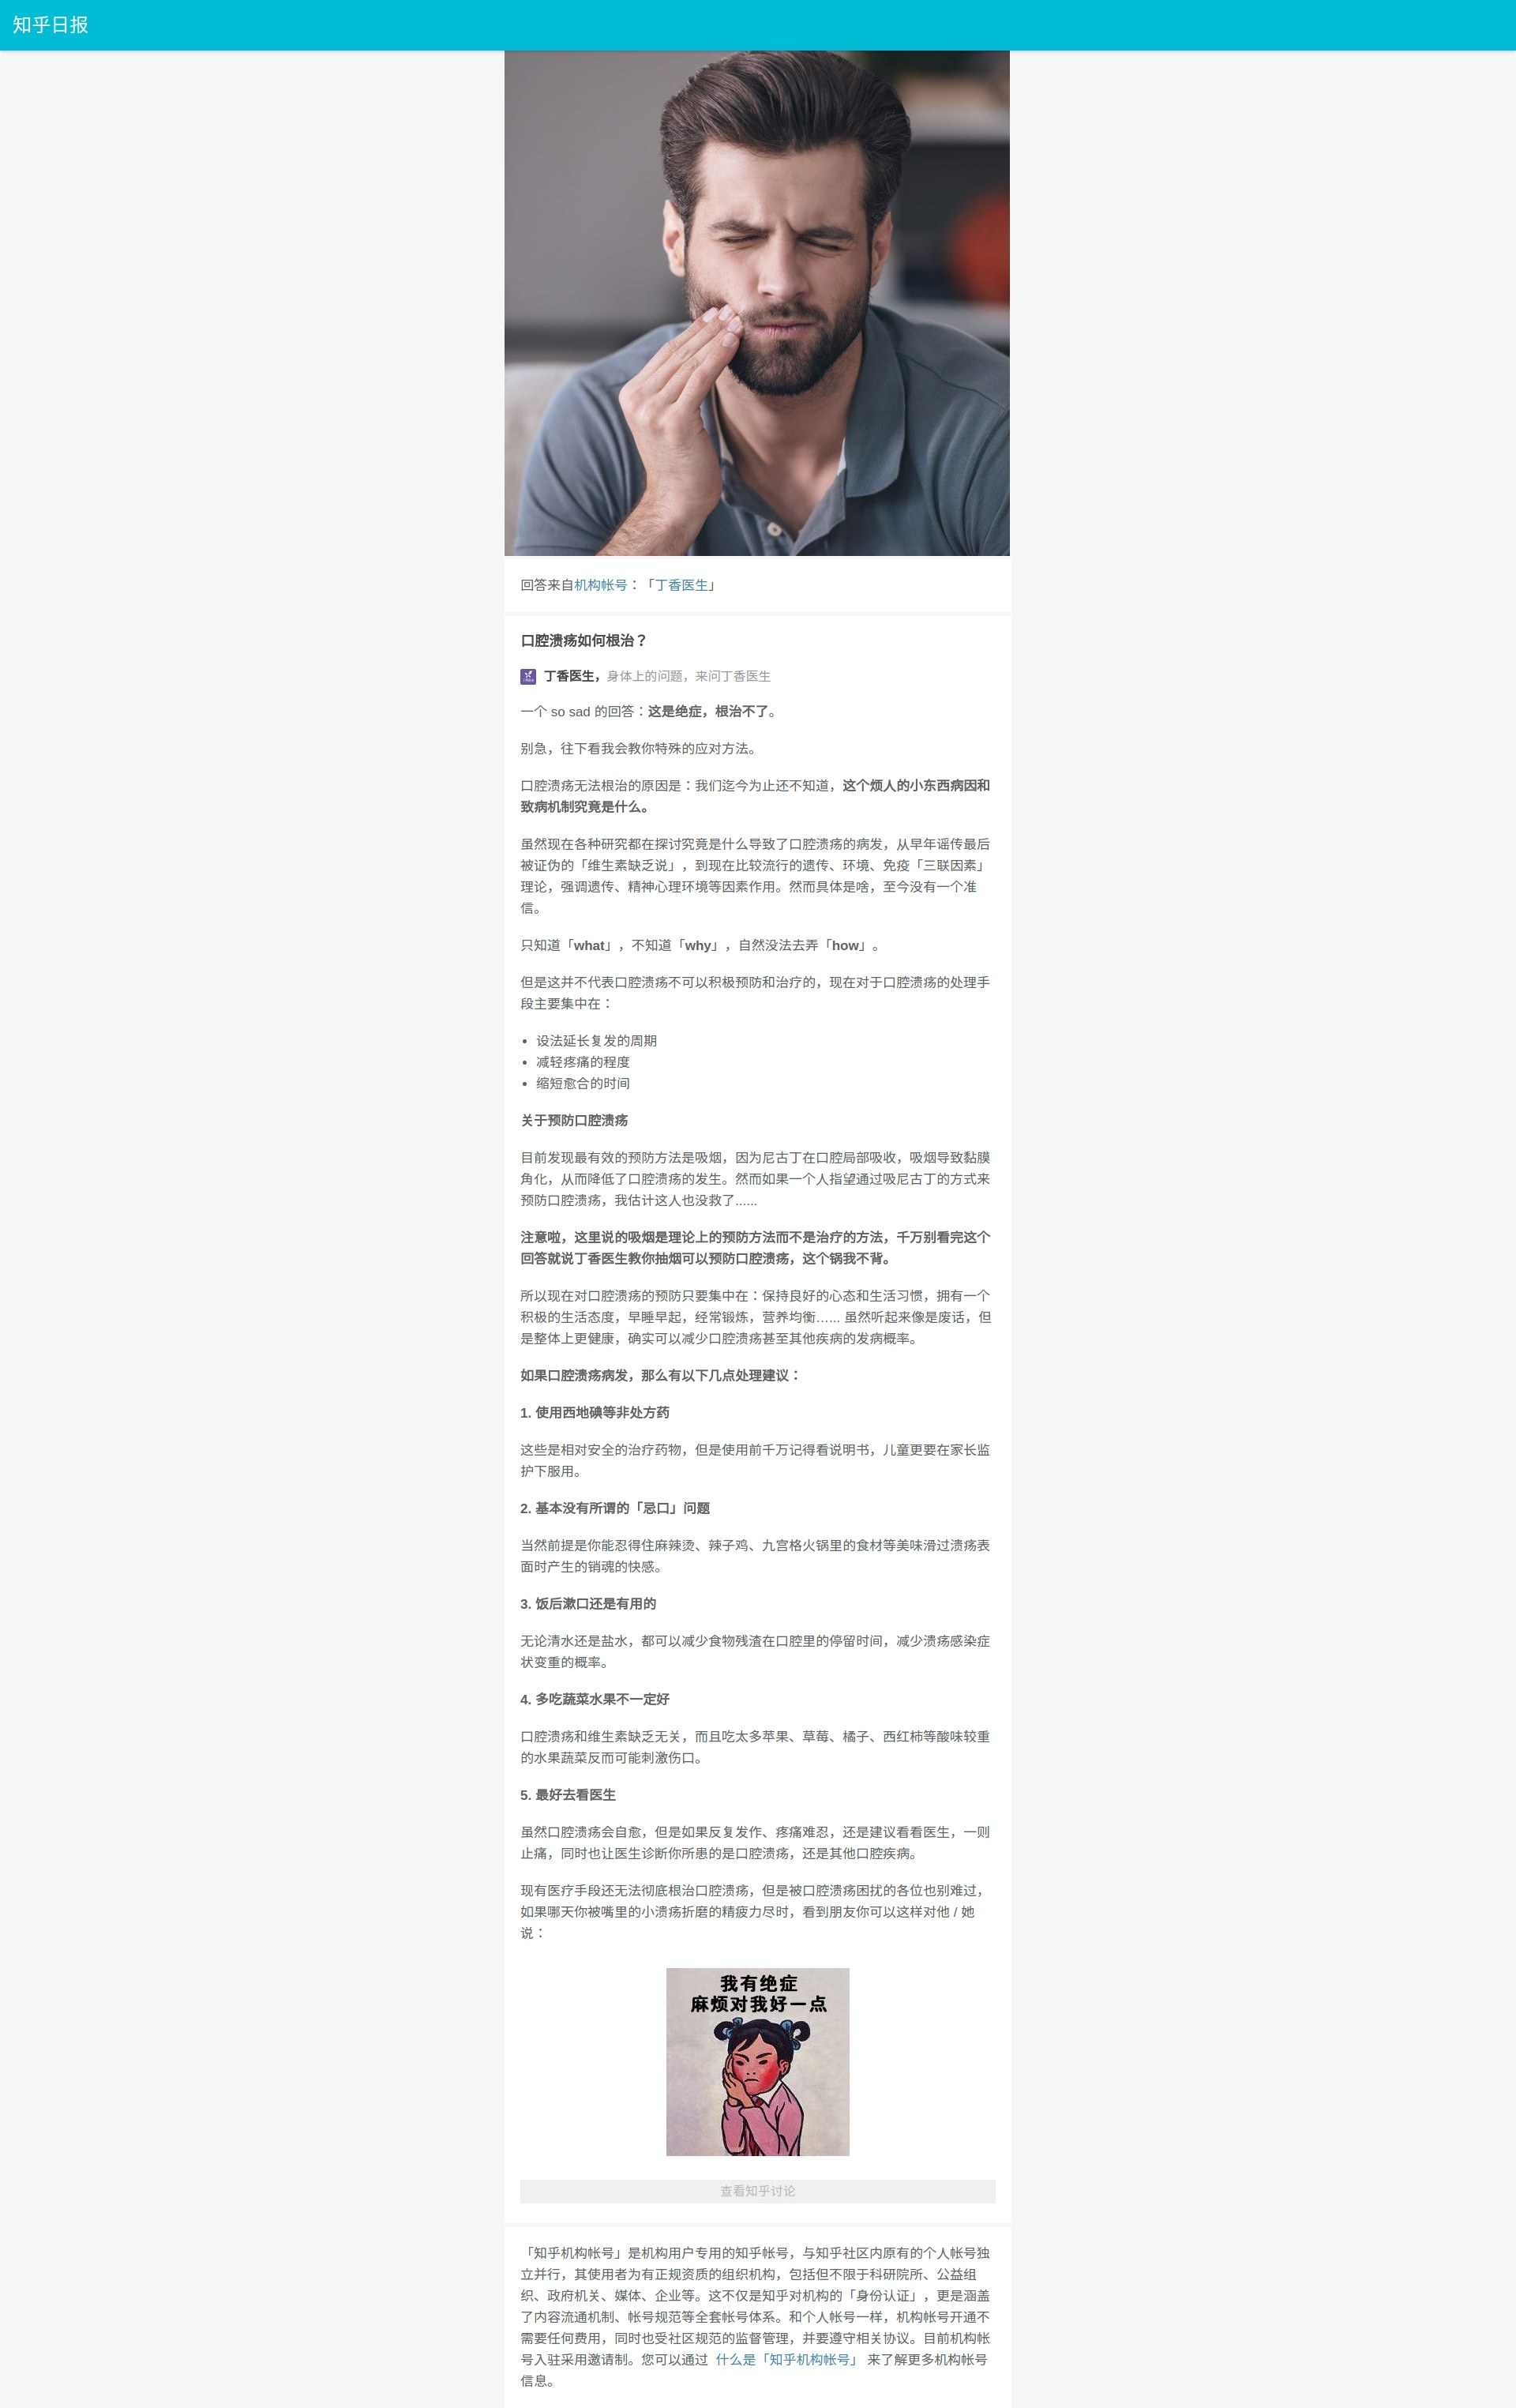 知乎日报
回答来自机构帐号：「丁香医生」
口腔溃疡如何根治？
丁香医生，身体上的问题，来问丁香医生
一个 so sad 的回答：这是绝症，根治不了。
别急，往下看我会教你特殊的应对方法。
口腔溃疡无法根治的原因是：我们迄今为止还不知道，这个烦人的小东西病因和
致病机制究竟是什么。
虽然现在各种研究都在探讨究竟是什么导致了口腔溃疡的病发，从早年谣传最后
被证伪的「维生素缺乏说」，到现在比较流行的遗传、环境、免疫「三联因素」
理论，强调遗传、精神心理环境等因素作用。然而具体是啥，至今没有一个准
信。
只知道「what」，不知道「why」，自然没法去弄「how」。
但是这并不代表口腔溃疡不可以积极预防和治疗的，现在对于口腔溃疡的处理手
段主要集中在：
• 设法延长复发的周期
• 减轻疼痛的程度
• 缩短愈合的时间
关于预防口腔溃疡
目前发现最有效的预防方法是吸烟，因为尼古丁在口腔局部吸收，吸烟导致黏膜
角化，从而降低了口腔溃疡的发生。然而如果一个人指望通过吸尼古丁的方式来
预防口腔溃疡，我估计这人也没救了......
注意啦，这里说的吸烟是理论上的预防方法而不是治疗的方法，千万别看完这个
回答就说丁香医生教你抽烟可以预防口腔溃疡，这个锅我不背。
所以现在对口腔溃疡的预防只要集中在：保持良好的心态和生活习惯，拥有一个
积极的生活态度，早睡早起，经常锻炼，营养均衡…... 虽然听起来像是废话，但
是整体上更健康，确实可以减少口腔溃疡甚至其他疾病的发病概率。
如果口腔溃疡病发，那么有以下几点处理建议：
1. 使用西地碘等非处方药
这些是相对安全的治疗药物，但是使用前千万记得看说明书，儿童更要在家长监
护下服用。
2. 基本没有所谓的「忌口」问题
当然前提是你能忍得住麻辣烫、辣子鸡、九宫格火锅里的食材等美味滑过溃疡表
面时产生的销魂的快感。
3. 饭后漱口还是有用的
无论清水还是盐水，都可以减少食物残渣在口腔里的停留时间，减少溃疡感染症
状变重的概率。
4. 多吃蔬菜水果不一定好
口腔溃疡和维生素缺乏无关，而且吃太多苹果、草莓、橘子、西红柿等酸味较重
的水果蔬菜反而可能刺激伤口。
5. 最好去看医生
虽然口腔溃疡会自愈，但是如果反复发作、疼痛难忍，还是建议看看医生，一则
止痛，同时也让医生诊断你所患的是口腔溃疡，还是其他口腔疾病。
现有医疗手段还无法彻底根治口腔溃疡，但是被口腔溃疡困扰的各位也别难过，
如果哪天你被嘴里的小溃疡折磨的精疲力尽时，看到朋友你可以这样对他 / 她
说：
我有绝症
麻烦对我好一点
查看知乎讨论
「知乎机构帐号」是机构用户专用的知乎帐号，与知乎社区内原有的个人帐号独
立并行，其使用者为有正规资质的组织机构，包括但不限于科研院所、公益组
织、政府机关、媒体、企业等。这不仅是知乎对机构的「身份认证」，更是涵盖
了内容流通机制、帐号规范等全套帐号体系。和个人帐号一样，机构帐号开通不
需要任何费用，同时也受社区规范的监督管理，并要遵守相关协议。目前机构帐
号入驻采用邀请制。您可以通过 什么是「知乎机构帐号」 来了解更多机构帐号
信息。